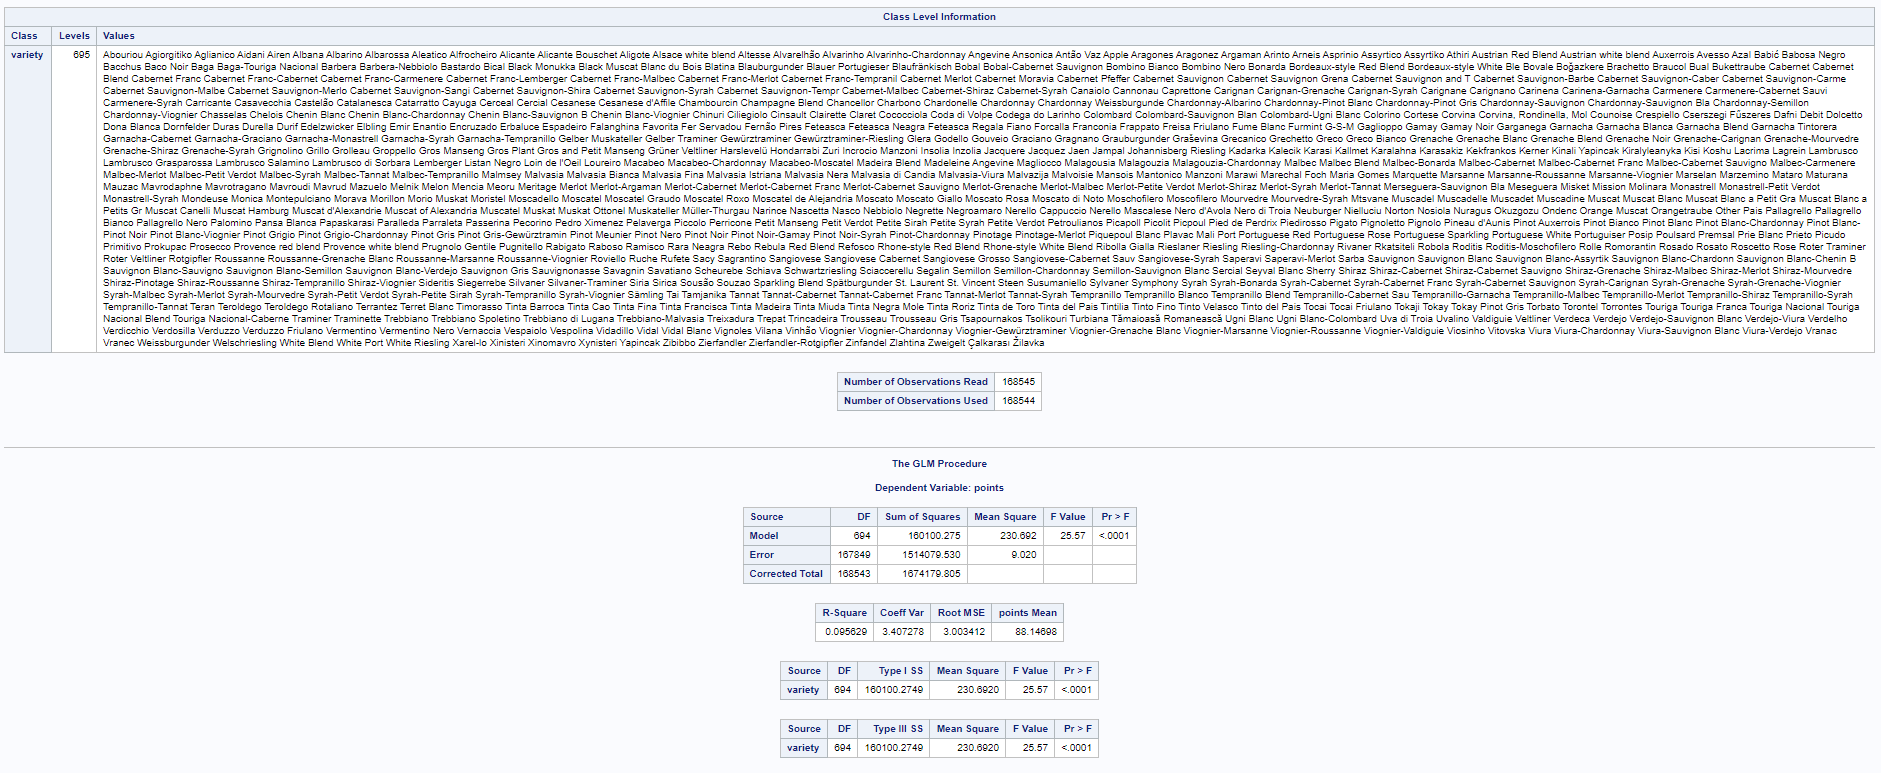 Class Level Information
Class Levels Values
variety 695 Abouriou Agiorgitiko Aglianico Aidani Airen Albana Albarino Albarossa Aleatico Alfrocheiro Alicante Alicante Bouschet Aligote Alsace white blend Altesse Alvarelhão Alvarinho Alvarinho-Chardonnay Angevine Ansonica Antão Vaz Apple Aragones Aragonez Argaman Arinto Arneis Asprinio Assyrtico Assyrtiko Athiri Austrian Red Blend Austrian white blend Auxerrois Avesso Azal Babić Babosa Negro
Bacchus Baco Noir Baga Baga-Touriga Nacional Barbera Barbera-Nebbiolo Bastardo Bical Black Monukka Black Muscat Blanc du Bois Blatina Blauburgunder Blauer Portugieser Blaufränkisch Bobal Bobal-Cabernet Sauvignon Bombino Bianco Bombino Nero Bonarda Bordeaux-style Red Blend Bordeaux-style White Ble Bovale Boğazkere Brachetto Braucol Bual Bukettraube Cabernet Cabernet
Blend Cabernet Franc Cabernet Franc-Cabernet Cabernet Franc-Carmenere Cabernet Franc-Lemberger Cabernet Franc-Malbec Cabernet Franc-Merlot Cabernet Franc-Tempranil Cabernet Merlot Cabernet Moravia Cabernet Pfeffer Cabernet Sauvignon Cabernet Sauvignon Grena Cabernet Sauvignon and T Cabernet Sauvignon-Barbe Cabernet Sauvignon-Caber Cabernet Sauvignon-Carme
Cabernet Sauvignon-Malbe Cabernet Sauvignon-Merlo Cabernet Sauvignon-Sangi Cabernet Sauvignon-Shira Cabernet Sauvignon-Syrah Cabernet Sauvignon-Tempr Cabernet-Malbec Cabernet-Shiraz Cabernet-Syrah Canaiolo Cannonau Caprettone Carignan Carignan-Grenache Carignan-Syrah Carignane Carignano Carinena Carinena-Garnacha Carmenere Carmenere-Cabernet Sauvi
Carmenere-Syrah Carricante Casavecchia Castelão Catalanesca Catarratto Cayuga Cerceal Cercial Cesanese Cesanese d'Affile Chambourcin Champagne Blend Chancellor Charbono Chardonelle Chardonnay Chardonnay Weissburgunder Chardonnay-Albarino Chardonnay-Pinot Blanc Chardonnay-Pinot Gris Chardonnay-Sauvignon Chardonnay-Sauvignon Bla Chardonnay-Semillon
Chardonnay-Viognier Chasselas Chelois Chenin Blanc Chenin Blanc-Chardonnay Chenin Blanc-Sauvignon B Chenin Blanc-Viognier Chinuri Ciliegiolo Cinsault Clairette Claret Cococciola Coda di Volpe Codega do Larinho Colombard Colombard-Sauvignon Blan Colombard-Ugni Blanc Colorino Cortese Corvina Corvina, Rondinella, Mol Counoise Crespiello Cserszegi Fűszeres Dafni Debit Dolcetto
Dona Blanca Dornfelder Duras Durella Durif Edelzwicker Elbling Emir Enantio Encruzado Erbaluce Espadeiro Falanghina Favorita Fer Servadou Fernão Pires Feteasca Feteasca Neagra Feteasca Regala Fiano Forcalla Franconia Frappato Freisa Friulano Fume Blanc Furmint G-S-M Gaglioppo Gamay Gamay Noir Garganega Garnacha Garnacha Blanca Garnacha Blend Garnacha Tintorera
Garnacha-Cabernet Garnacha-Graciano Garnacha-Monastrell Garnacha-Syrah Garnacha-Tempranillo Gelber Muskateller Gelber Traminer Gewürztraminer Gewürztraminer-Riesling Glera Godello Gouveio Graciano Gragnano Grauburgunder Graševina Grecanico Grechetto Greco Greco Bianco Grenache Grenache Blanc Grenache Blend Grenache Noir Grenache-Carignan Grenache-Mourvedre
Grenache-Shiraz Grenache-Syrah Grignolino Grillo Grolleau Groppello Gros Manseng Gros Plant Gros and Petit Manseng Grüner Veltliner Harslevelü Hondarrabi Zuri Incrocio Manzoni Insolia Inzolia Jacquere Jacquez Jaen Jampal Johannisberg Riesling Kadarka Kalecik Karasi Kallmet Karalahna Karasakiz Kekfrankos Kerner Kinali Yapincak Kiralyleanyka Kisi Koshu Lacrima Lagrein Lambrusco
Lambrusco Grasparossa Lambrusco Salamino Lambrusco di Sorbara Lemberger Listan Negro Loin de l'Oeil Loureiro Macabeo Macabeo-Chardonnay Macabeo-Moscatel Madeira Blend Madeleine Angevine Magliocco Malagousia Malagouzia Malagouzia-Chardonnay Malbec Malbec Blend Malbec-Bonarda Malbec-Cabernet Malbec-Cabernet Franc Malbec-Cabernet Sauvigno Malbec-Carmenere
Malbec-Merlot Malbec-Petit Verdot Malbec-Syrah Malbec-Tannat Malbec-Tempranillo Malmsey Malvasia Malvasia Bianca Malvasia Fina Malvasia Istriana Malvasia Nera Malvasia di Candia Malvasia-Viura Malvazija Malvoisie Mansois Mantonico Manzoni Marawi Marechal Foch Maria Gomes Marquette Marsanne Marsanne-Roussanne Marsanne-Viognier Marselan Marzemino Mataro Maturana
Mauzac Mavrodaphne Mavrotragano Mavroudi Mavrud Mazuelo Melnik Melon Mencia Meoru Meritage Merlot Merlot-Argaman Merlot-Cabernet Merlot-Cabernet Franc Merlot-Cabernet Sauvigno Merlot-Grenache Merlot-Malbec Merlot-Petite Verdot Merlot-Shiraz Merlot-Syrah Merlot-Tannat Merseguera-Sauvignon Bla Meseguera Misket Mission Molinara Monastrell Monastrell-Petit Verdot
Monastrell-Syrah Mondeuse Monica Montepulciano Morava Morillon Morio Muskat Moristel Moscadello Moscatel Moscatel Graudo Moscatel Roxo Moscatel de Alejandria Moscato Moscato Giallo Moscato Rosa Moscato di Noto Moschofilero Moscofilero Mourvedre Mourvedre-Syrah Mtsvane Muscadel Muscadelle Muscadet Muscadine Muscat Muscat Blanc Muscat Blanc a Petit Gra Muscat Blanc a
Petits Gr Muscat Canelli Muscat Hamburg Muscat d'Alexandrie Muscat of Alexandria Muscatel Muskat Muskat Ottonel Muskateller Müller-Thurgau Narince Nascetta Nasco Nebbiolo Negrette Negroamaro Nerello Cappuccio Nerello Mascalese Nero d'Avola Nero di Troia Neuburger Nielluciu Norton Nosiola Nuragus Okuzgozu Ondenc Orange Muscat Orangetraube Other Pais Pallagrello Pallagrello
Bianco Pallagrello Nero Palomino Pansa Blanca Papaskarasi Paralleda Parraleta Passerina Pecorino Pedro Ximenez Pelaverga Piccolo Perricone Petit Manseng Petit Verdot Petite Sirah Petite Syrah Petite Verdot Petroulianos Picapoll Picolit Picpoul Pied de Perdrix Piedirosso Pigato Pignoletto Pignolo Pineau d'Aunis Pinot Auxerrois Pinot Bianco Pinot Blanc Pinot Blanc-Chardonnay Pinot Blanc-
Pinot Noir Pinot Blanc-Viognier Pinot Grigio Pinot Grigio-Chardonnay Pinot Gris Pinot Gris-Gewürztramin Pinot Meunier Pinot Nero Pinot Noir Pinot Noir-Gamay Pinot Noir-Syrah Pinot-Chardonnay Pinotage Pinotage-Merlot Piquepoul Blanc Plavac Mali Port Portuguese Red Portuguese Rose Portuguese Sparkling Portuguese White Portuguiser Posip Poulsard Premsal Prie Blanc Prieto Picudo
Primitivo Prokupac Prosecco Provence red blend Provence white blend Prugnolo Gentile Pugnitello Rabigato Raboso Ramisco Rara Neagra Rebo Rebula Red Blend Refosco Rhone-style Red Blend Rhone-style White Blend Ribolla Gialla Rieslaner Riesling Riesling-Chardonnay Rivaner Rkatsiteli Robola Roditis Roditis-Moschofilero Rolle Romorantin Rosado Rosato Roscetto Rose Roter Traminer
Roter Veltliner Rotgipfler Roussanne Roussanne-Grenache Blanc Roussanne-Marsanne Roussanne-Viognier Roviello Ruche Rufete Sacy Sagrantino Sangiovese Sangiovese Cabernet Sangiovese Grosso Sangiovese-Cabernet Sauv Sangiovese-Syrah Saperavi Saperavi-Merlot Sarba Sauvignon Sauvignon Blanc Sauvignon Blanc-Assyrtik Sauvignon Blanc-Chardonn Sauvignon Blanc-Chenin B
Sauvignon Blanc-Sauvigno Sauvignon Blanc-Semillon Sauvignon Blanc-Verdejo Sauvignon Gris Sauvignonasse Savagnin Savatiano Scheurebe Schiava Schwartzriesling Sciaccerellu Segalin Semillon Semillon-Chardonnay Semillon-Sauvignon Blanc Sercial Seyval Blanc Sherry Shiraz Shiraz-Cabernet Shiraz-Cabernet Sauvigno Shiraz-Grenache Shiraz-Malbec Shiraz-Merlot Shiraz-Mourvedre
Shiraz-Pinotage Shiraz-Roussanne Shiraz-Tempranillo Shiraz-Viognier Sideritis Siegerrebe Silvaner Silvaner-Traminer Siria Sirica Sousão Souzao Sparkling Blend Spätburgunder St. Laurent St. Vincent Steen Susumaniello Sylvaner Symphony Syrah Syrah-Bonarda Syrah-Cabernet Syrah-Cabernet Franc Syrah-Cabernet Sauvignon Syrah-Carignan Syrah-Grenache Syrah-Grenache-Viognier
Syrah-Malbec Syrah-Merlot Syrah-Mourvedre Syrah-Petit Verdot Syrah-Petite Sirah Syrah-Tempranillo Syrah-Viognier Sämling Tai Tamjanika Tannat Tannat-Cabernet Tannat-Cabernet Franc Tannat-Merlot Tannat-Syrah Tempranillo Tempranillo Blanco Tempranillo Blend Tempranillo-Cabernet Sau Tempranillo-Garnacha Tempranillo-Malbec Tempranillo-Merlot Tempranillo-Shiraz Tempranillo-Syrah
Tempranillo-Tannat Teran Teroldego Teroldego Rotaliano Terrantez Terret Blanc Timorasso Tinta Barroca Tinta Cao Tinta Fina Tinta Francisca Tinta Madeira Tinta Miuda Tinta Negra Mole Tinta Roriz Tinta de Toro Tinta del Pais Tintilia Tinto Fino Tinto Velasco Tinto del Pais Tocai Tocai Friulano Tokaji Tokay Tokay Pinot Gris Torbato Torontel Torrontes Touriga Touriga Franca Touriga Nacional Touriga
Nacional Blend Touriga Nacional-Caberne Traminer Traminette Trebbiano Trebbiano Spoletino Trebbiano di Lugana Trebbiano-Malvasia Treixadura Trepat Trincadeira Trousseau Trousseau Gris Tsapournakos Tsolikouri Turbiana Tămâioasă Românească Ugni Blanc Ugni Blanc-Colombard Uva di Troia Uvalino Valdiguie Veltliner Verdeca Verdejo Verdejo-Sauvignon Blanc Verdejo-Viura Verdelho
Verdicchio Verdosilla Verduzzo Verduzzo Friulano Vermentino Vermentino Nero Vernaccia Vespaiolo Vespolina Vidadillo Vidal Vidal Blanc Vignoles Vilana Vinhão Viognier Viognier-Chardonnay Viognier-Gewürztraminer Viognier-Grenache Blanc Viognier-Marsanne Viognier-Roussanne Viognier-Valdiguie Viosinho Vitovska Viura Viura-Chardonnay Viura-Sauvignon Blanc Viura-Verdejo Vranac
Vranec Weissburgunder Welschriesling White Blend White Port White Riesling Xarel-lo Xinisteri Xinomavro Xynisteri Yapincak Zibibbo Zierfandler Zierfandler-Rotgipfler Zinfandel Zlahtina Zweigelt Çalkarası Žilavka
Number of Observations Read 168545
Number of Observations Used 168544
The GLM Procedure
Dependent Variable: points
Source DF Sum of Squares Mean Square F Value Pr > F
Model 694 160100.275 230.692 25.57 <.0001
Error 167849 1514079.530 9.020
Corrected Total 168543 1674179.805
R-Square Coeff Var Root MSE points Mean
0.095629 3.407278 3.003412 88.14698
Source DF Type I SS Mean Square F Value Pr > F
variety 694 160100.2749 230.6920 25.57 <.0001
Source DF Type III SS Mean Square F Value Pr > F
variety 694 160100.2749 230.6920 25.57 <.0001